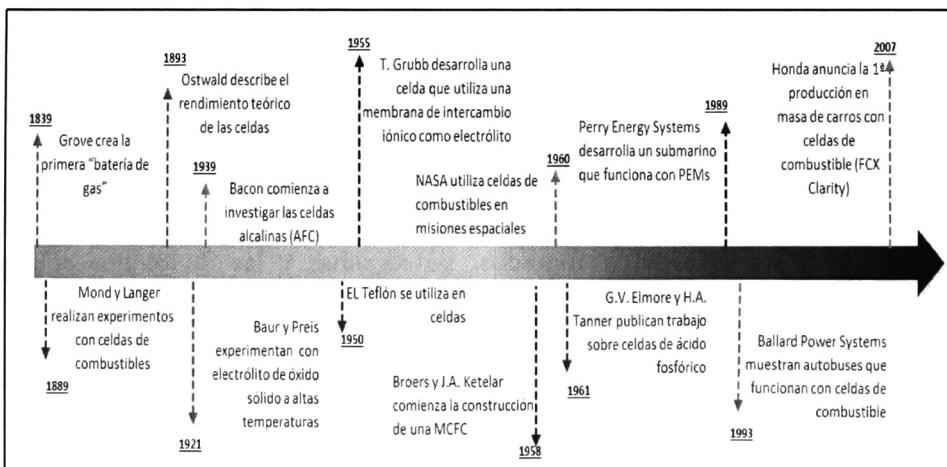 1839
Grove crea la
primera "batería de
gas"
1893
Ostwald describe el
rendimiento teórico
de las celdas
1939
Bacon comienza a
investigar las celdas
alcalinas (AFC)
1955
T. Grubb desarrolla una
celda que utiliza una
membrana de intercambio
iónico como electrólito
NASA utiliza celdas de
combustibles en
misiones espaciales
1960
Perry Energy Systems
desarrolla un submarino
que funciona con PEMs
1989
2007
Honda anuncia la 1ª
producción en
masa de carros con
celdas de
combustible (FCX
Clarity)
Mond y Langer
realizan experimentos
con celdas de
combustibles
1889
Baur y Preis
experimentan con
electrólito de óxido
sólido a altas
temperaturas
1921
EL Teflón se utiliza en
celdas
1950
Broers y J.A. Ketelar
comienza la construcción
de una MCFC
1958
G.V. Elmore y H.A.
Tanner publican trabajo
sobre celdas de ácido
fosfórico
1961
Ballard Power Systems
muestran autobuses que
funcionan con celdas de
combustible
1993